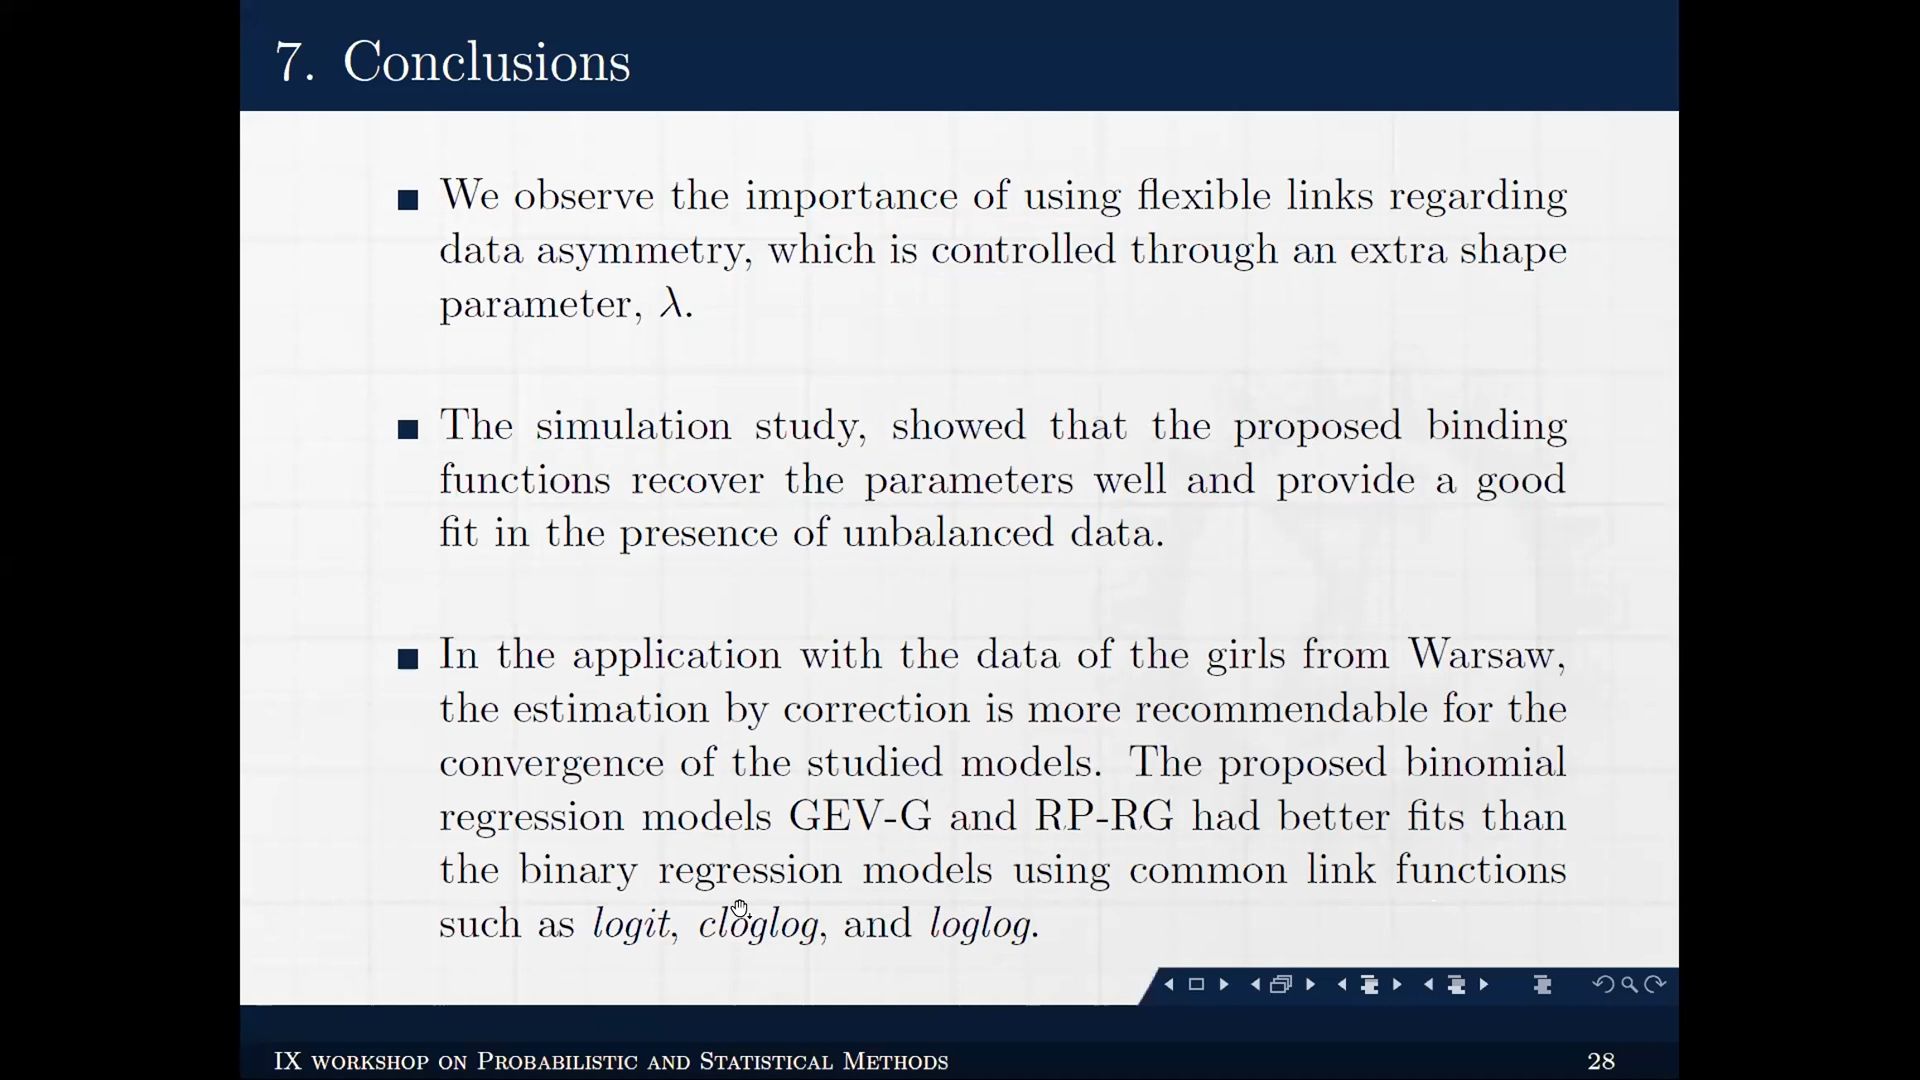 7. Conclusions
We observe the importance of using flexible links regarding
data asymmetry, which is controlled through an extra shape
parameter, λ.
The simulation study, showed that the proposed binding
functions recover the parameters well and provide a good
fit in the presence of unbalanced data.
In the application with the data of the girls from Warsaw,
the estimation by correction is more recommendable for the
convergence of the studied models. The proposed binomial
regression models GEV-G and RP-RG had better fits than
the binary regression models using common link functions
such as logit, cloglog, and loglog.
IX WORKSHOP ON PROBABILISTIC AND STATISTICAL METHODS
28